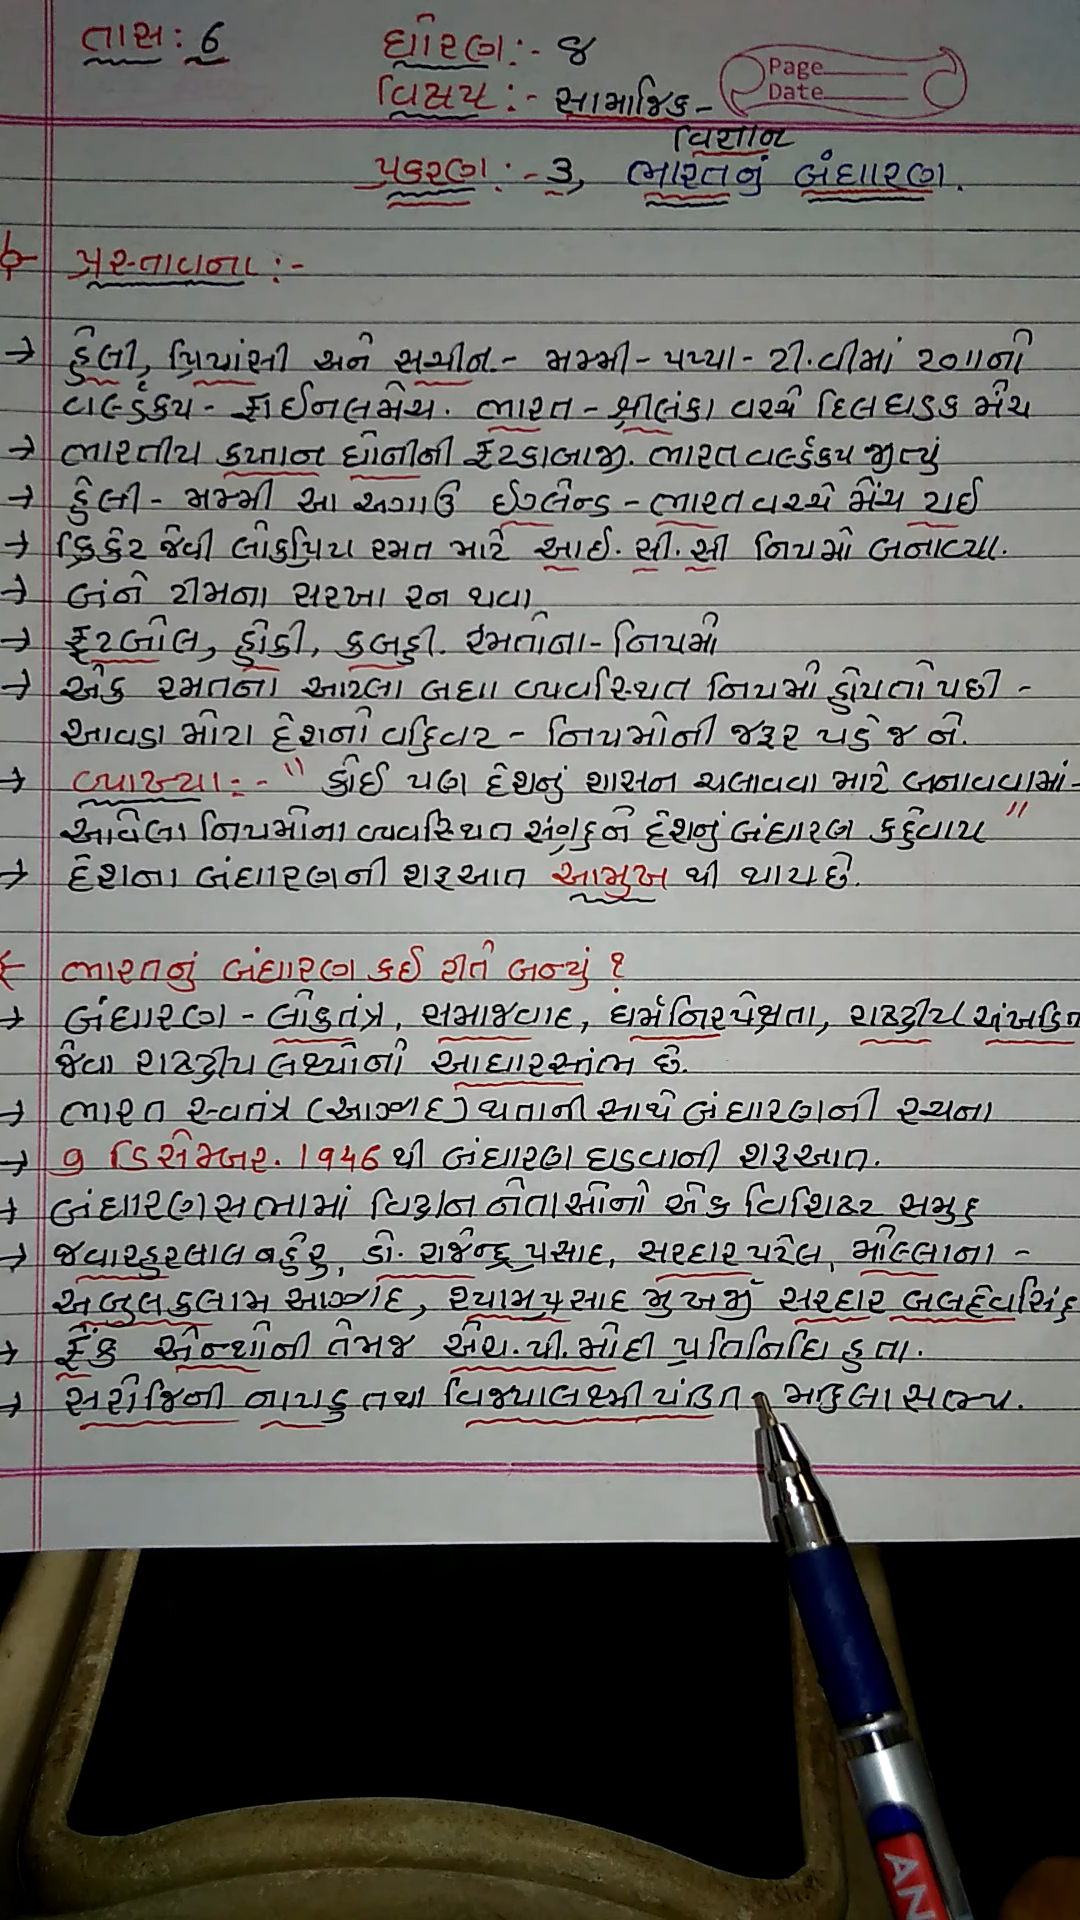 તાસ: 6
ધોરણ:- ૪
વિષય:- સામાજિક-
વિજ્ઞાન
Page
Date
પ્રકરણ:- 3, ભારતનું બંધારણ.
પ્રસ્તાવના:-
→ હેલી, પ્રિયાંસી અને સચીન - મમ્મી - પપ્પા - ટી.વીમાં ૨૦૧૧નો
વર્લ્ડકપ - ફાઈનલમેચ. ભારત - શ્રીલંકા વચ્ચે દિલધડક મેચ
→ ભારતીય કપ્તાન ધોનીની ફટકાબાજી. ભારત વર્લ્ડકપ જીત્યું
→ હેલી - મમ્મી આ અગાઉ ઈંગ્લેન્ડ - ભારત વચ્ચે મેચ ટાઈ
→ ક્રિકેટ જેવી લોકપ્રિય રમત માટે આઈ. સી. સી નિયમો બનાવ્યા.
→ બંને ટીમના સરખા રન થવા
→ ફૂટબોલ, હોકી, કબડ્ડી. રમતોના - નિયમો
→ એક રમતનો આટલા બધા વ્યવસ્થિત નિયમો હોયતો પછી -
આવડા મોટા દેશનો વહિવટ - નિયમોની જરૂર પડે જ ને.
→ વ્યાખ્યા:- " કોઈ પણ દેશનું શાસન ચલાવવા માટે બનાવવામાં-
આવેલા નિયમોના વ્યવસ્થિત સંગ્રહને દેશનું બંધારણ કહેવાય "
→ દેશના બંધારણની શરૂઆત આમુખ થી થાય છે.
ભારતનું બંધારણ કઈ રીતે બન્યું ?
→ બંધારણ - લોકતંત્ર, સમાજવાદ, ધર્મનિરપેક્ષતા, રાષ્ટ્રીય
જેવા રાષ્ટ્રીય લક્ષ્યોનો આધારસ્તંભ છે.
→ ભારત સ્વતંત્ર (આઝાદ) થતાની સાથે બંધારણની રચના
→ 9 ડિસેમ્બર. 1946 થી બંધારણ ઘડવાની શરૂઆત.
→ બંધારણસભામાં વિદ્વાન નેતાઓનો એક વિશિષ્ટ સમુહ
→ જવારહરલાલ નહેરુ, ડો. રાજેન્દ્રપ્રસાદ, સરદાર પટેલ, મૌલાના -
અબુલકલામ આઝાદ, શ્યામપ્રસાદ મુખર્જી સરદાર બલદેવસિંહ
→ ફ્રેંક એન્થોની તેમજ એચ.પી.મોદી પ્રતિનિધિ હતા.
→ સરોજિની નાયડુ તથા વિજયાલક્ષ્મી પંડિત મહિલા સભ્ય.
AN